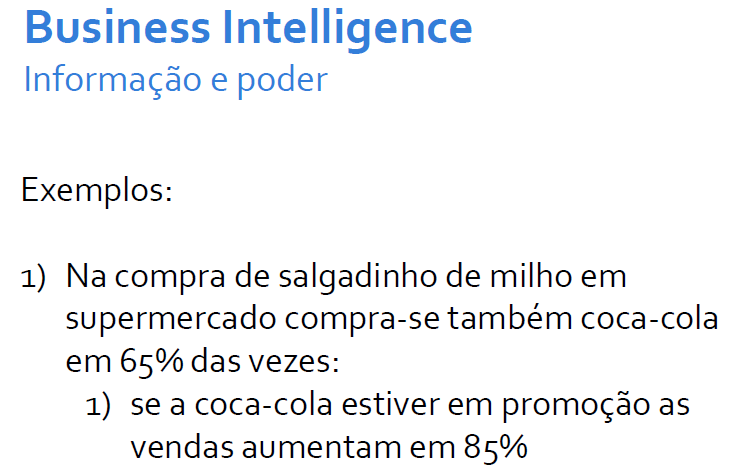 Business Intelligence
Informação e poder
Exemplos:
1) Na compra de salgadinho de milho em
supermercado compra-se também coca-cola
em 65% das vezes:
1) se a coca-cola estiver em promoção as
vendas aumentam em 85%